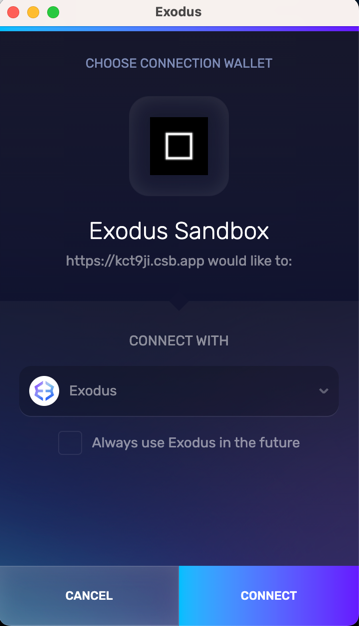 Exodus
CHOOSE CONNECTION WALLET
Exodus Sandbox
https://kct9ji.csb.app would like to:
CONNECT WITH
Exodus
Always use Exodus in the future
CANCEL
CONNECT